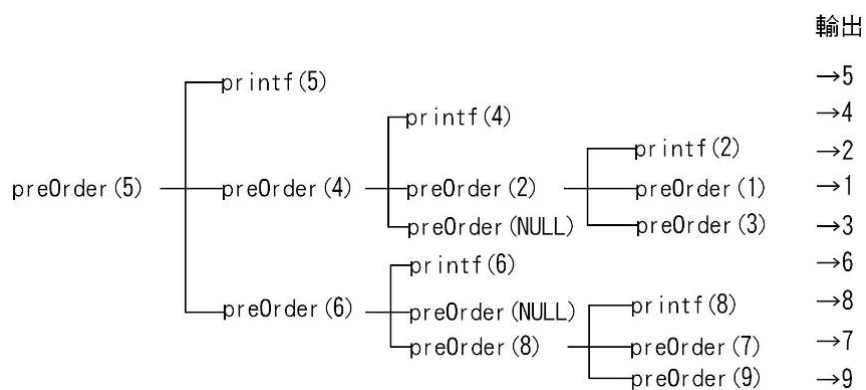 輸出
printf(5) →5
printf(4) →4
printf(2) →2
preOrder(5) preOrder(4) preOrder(2) preOrder(1) →1
preOrder(NULL) preOrder(3) →3
printf(6) →6
preOrder(6) preOrder(NULL) printf(8) →8
preOrder(8) preOrder(7) →7
preOrder(9) →9